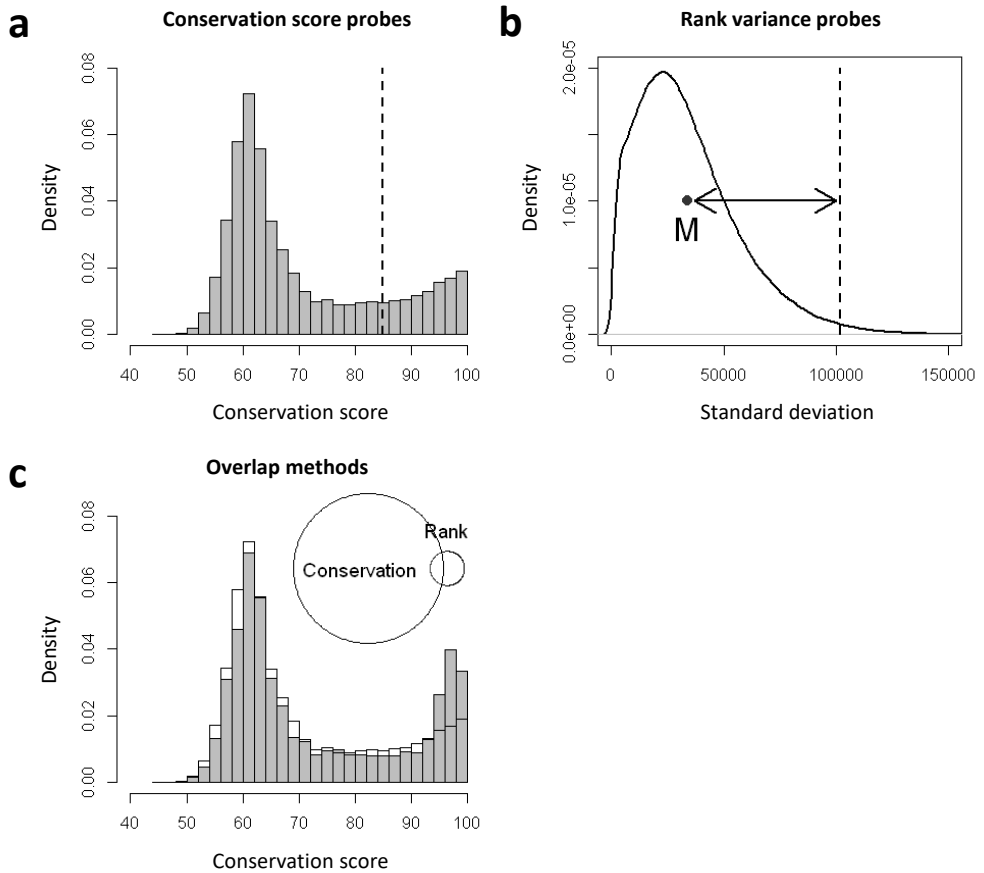 a
Conservation score probes
Density
0.00 0.02 0.04 0.06 0.08
40 50 60 70 80 90 100
Conservation score
b
Rank variance probes
Density
0.0e+00 1.0e-05 2.0e-05
M
0 50000 100000 150000
Standard deviation
c
Overlap methods
Density
0.00 0.02 0.04 0.06 0.08
Rank
Conservation
40 50 60 70 80 90 100
Conservation score